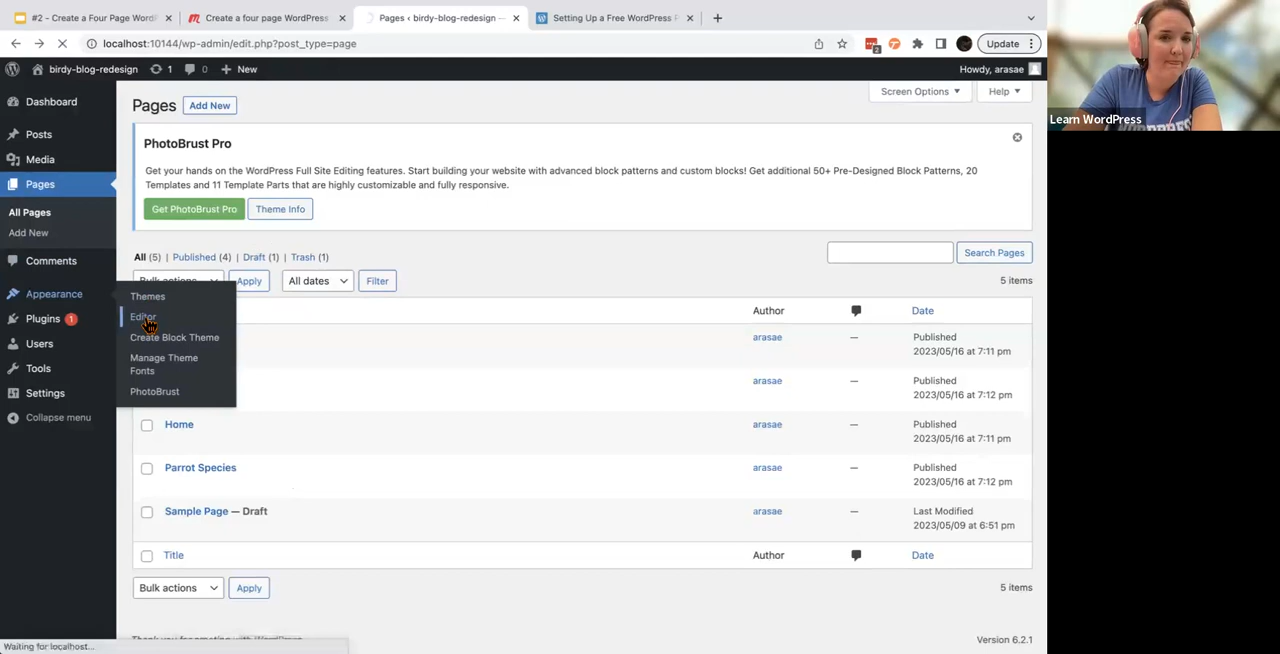 #2 - Create a Four Page WordP
Create a four page WordPress
Pages ‹ birdy-blog-redesign —
Setting Up a Free WordPress
localhost:10144/wp-admin/edit.php?post_type=page
2
Update
birdy-blog-redesign
1
0
New
Howdy, arasae
Learn WordPress
Dashboard
Posts
Media
Pages
All Pages
Add New
Comments
Appearance
Plugins 1
Users
Tools
Settings
Collapse menu
Themes
Editor
Create Block Theme
Manage Theme
Fonts
PhotoBrust
Pages
Add New
Screen Options
Help
PhotoBrust Pro
Get your hands on the WordPress Full Site Editing features. Start building your website with advanced block patterns and custom blocks! Get additional 50+ Pre-Designed Block Patterns, 20
Templates and 11 Template Parts that are highly customizable and fully responsive.
Get PhotoBrust Pro
Theme Info
All (5) Published (4) Draft (1) Trash (1)
Search Pages
Bulk actions
Apply
All dates
Filter
5 items
Author
Date
arasae
—
Published
2023/05/16 at 7:11 pm
arasae
—
Published
2023/05/16 at 7:12 pm
Home
arasae
—
Published
2023/05/16 at 7:11 pm
Parrot Species
arasae
—
Published
2023/05/16 at 7:12 pm
Sample Page — Draft
arasae
—
Last Modified
2023/05/09 at 6:51 pm
Title
Author
Date
Bulk actions
Apply
5 items
Version 6.2.1
Waiting for localhost...